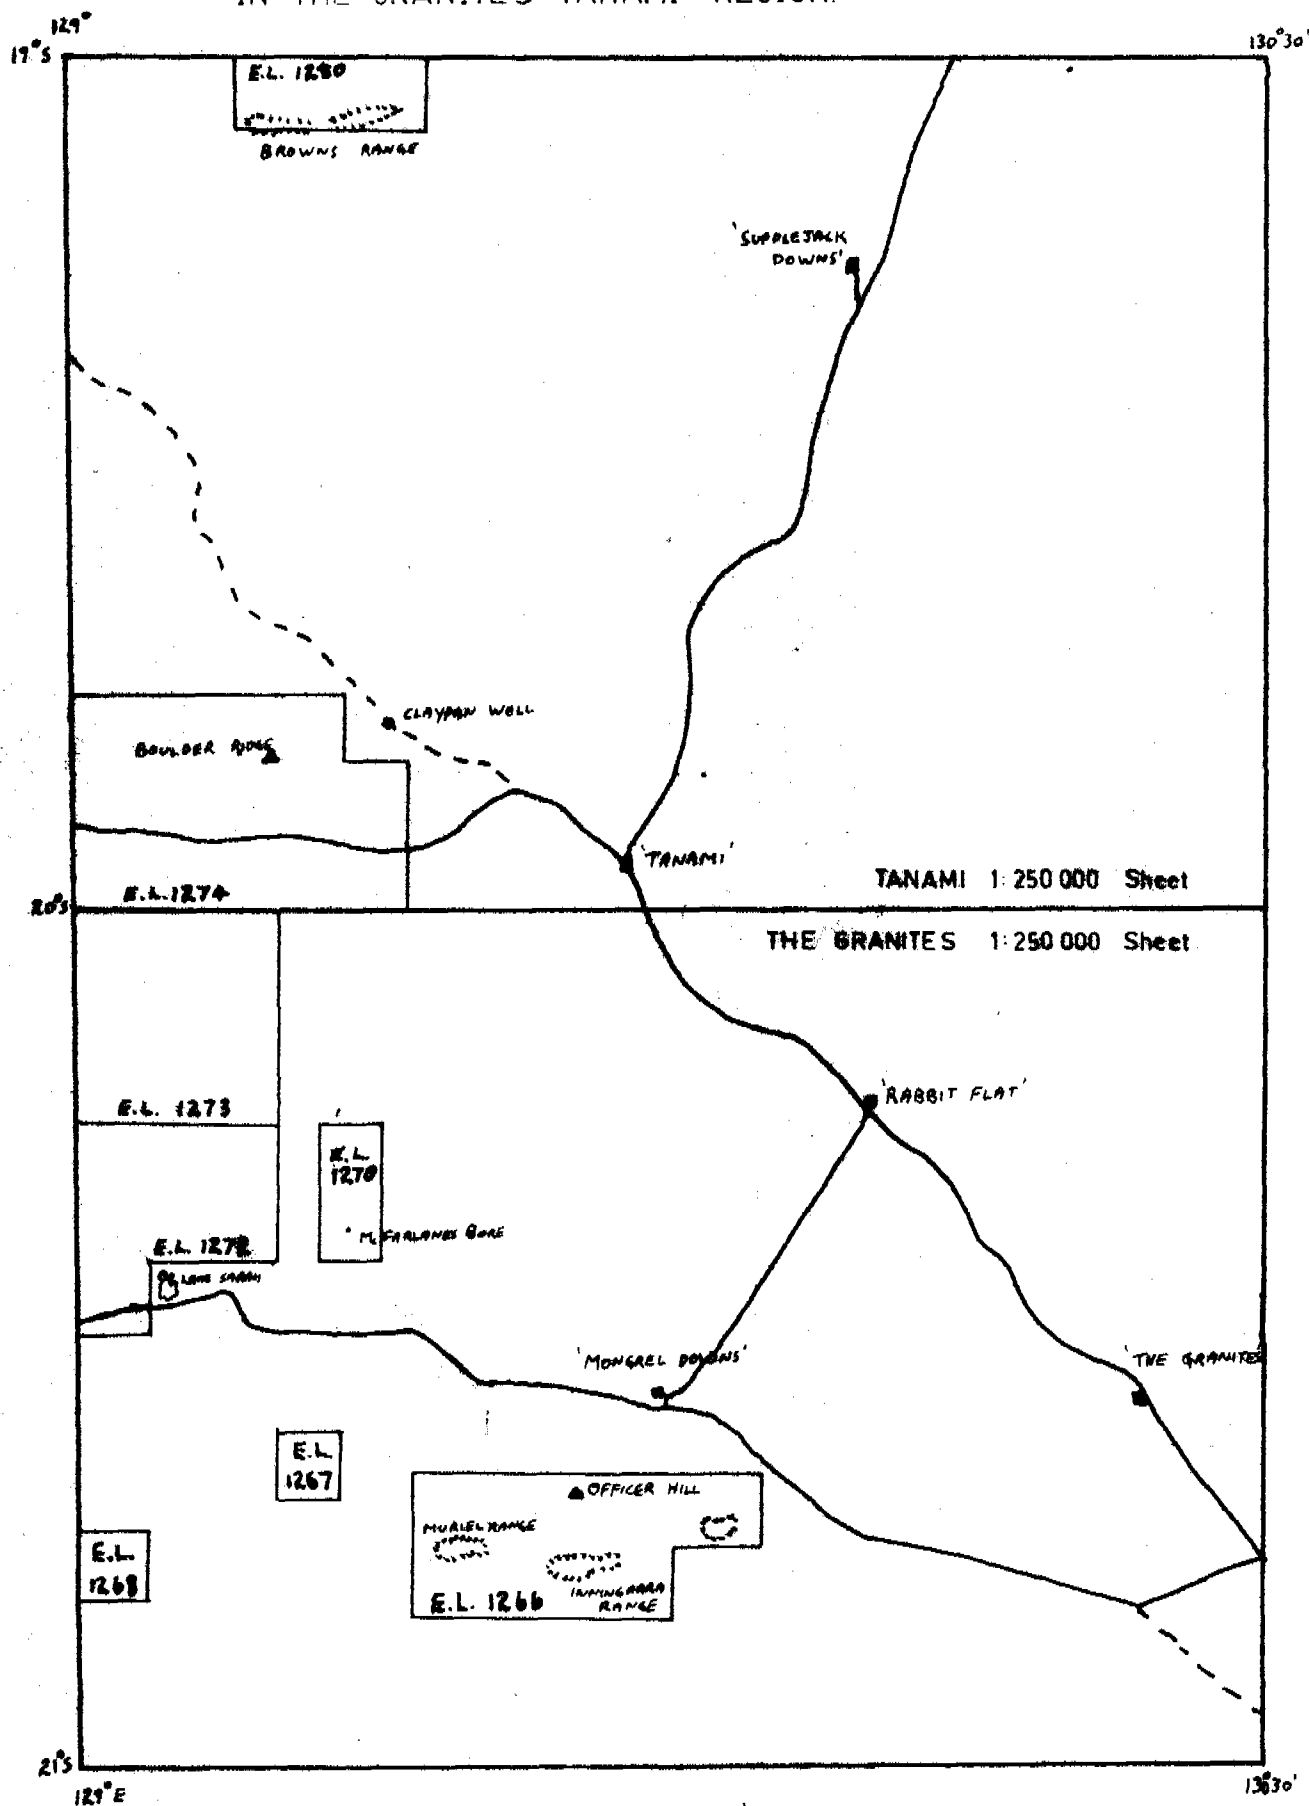 IN THE GRANITES TANAMI REGION.
129°
17°S
130°30'
E.L. 1280
BROWNS RANGE
'SUPPLEJACK
DOWNS'
CLAYPAN WELL
BOULDER RIDGE
'TANAMI'
E.L. 1274
TANAMI 1:250 000 Sheet
20°S
THE GRANITES 1:250 000 Sheet
'RABBIT FLAT'
E.L. 1273
E.L.
1270
McFARLANES BORE
E.L. 1272
LAKE SARAH
'MONGREL DOWNS'
'THE GRANITES'
E.L.
1267
OFFICER HILL
MURIEL RANGE
E.L.
1268
E.L. 1266
INNINGARRA
RANGE
21°S
129°E
130°30'